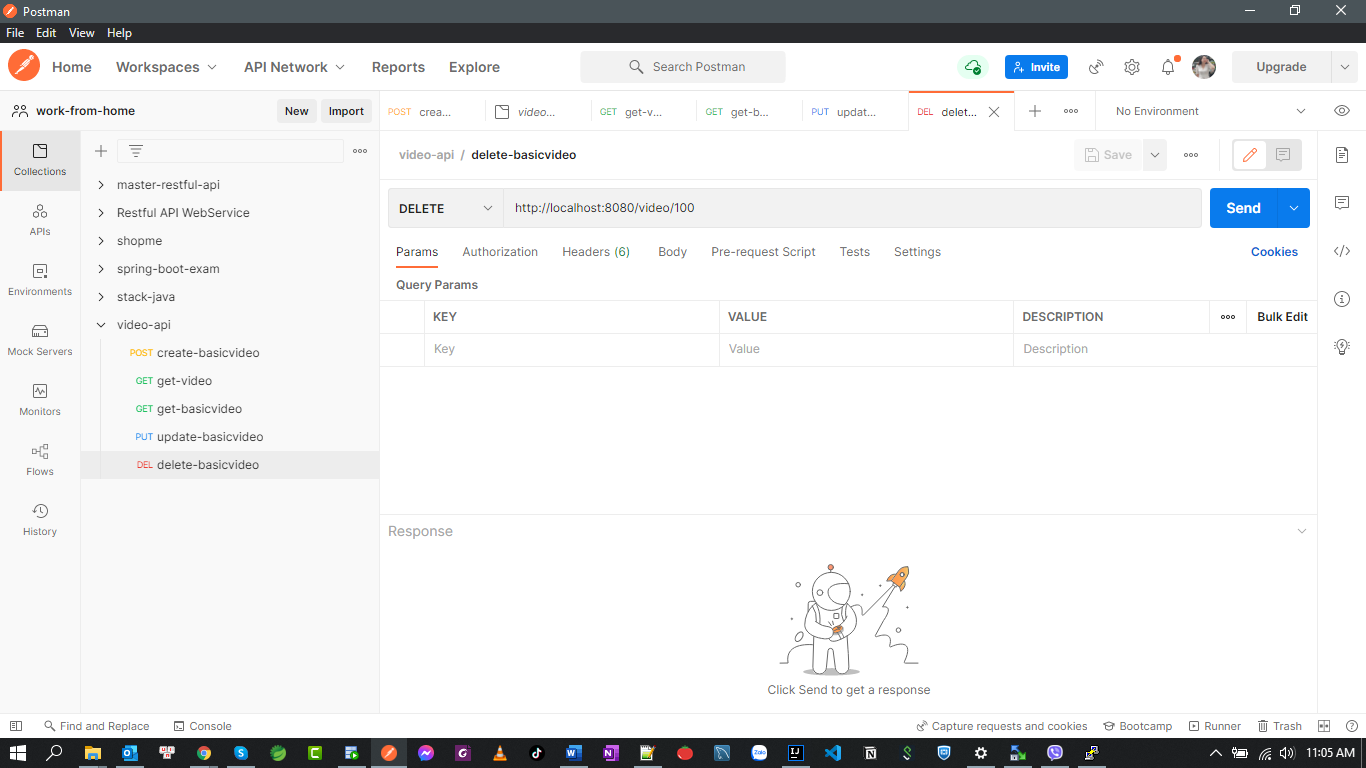 Postman
File Edit View Help
Home Workspaces API Network Reports Explore Search Postman Invite Upgrade
work-from-home New Import
POST crea... video... GET get-v... GET get-b... PUT updat... DEL delet... No Environment
video-api / delete-basicvideo Save
DELETE http://localhost:8080/video/100 Send
Params Authorization Headers (6) Body Pre-request Script Tests Settings Cookies
Query Params
KEY VALUE DESCRIPTION Bulk Edit
Key Value Description
Collections
APIs
Environments
Mock Servers
Monitors
Flows
History
master-restful-api
Restful API WebService
shopme
spring-boot-exam
stack-java
video-api
POST create-basicvideo
GET get-video
GET get-basicvideo
PUT update-basicvideo
DEL delete-basicvideo
Response
Click Send to get a response
Find and Replace Console Capture requests and cookies Bootcamp Runner Trash
11:05 AM